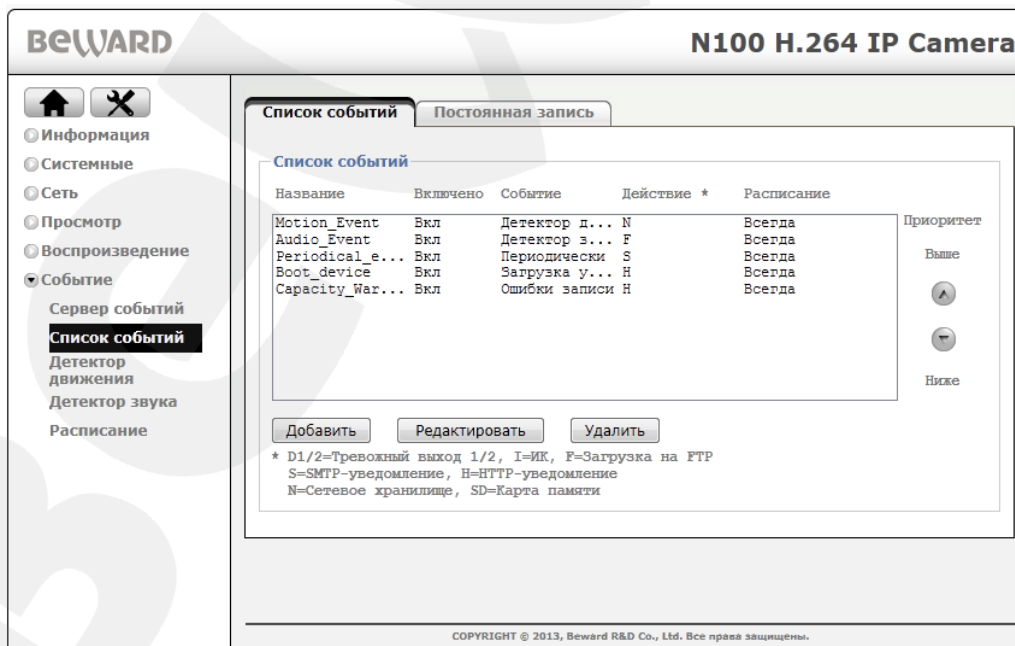 BEWARD
N100 H.264 IP Camera
Информация
Системные
Сеть
Просмотр
Воспроизведение
Событие
Сервер событий
Список событий
Детектор
движения
Детектор звука
Расписание
Список событий Постоянная запись
Список событий
Название Включено Событие Действие * Расписание
Motion_Event Вкл Детектор д... N Всегда
Audio_Event Вкл Детектор з... F Всегда
Periodical_e... Вкл Периодически S Всегда
Boot_device Вкл Загрузка у... H Всегда
Capacity_War... Вкл Ошибки записи H Всегда
Приоритет
Выше
Ниже
Добавить Редактировать Удалить
* D1/2=Тревожный выход 1/2, I=ИК, F=Загрузка на FTP
S=SMTP-уведомление, H=HTTP-уведомление
N=Сетевое хранилище, SD=Карта памяти
COPYRIGHT © 2013, Beward R&D Co., Ltd. Все права защищены.